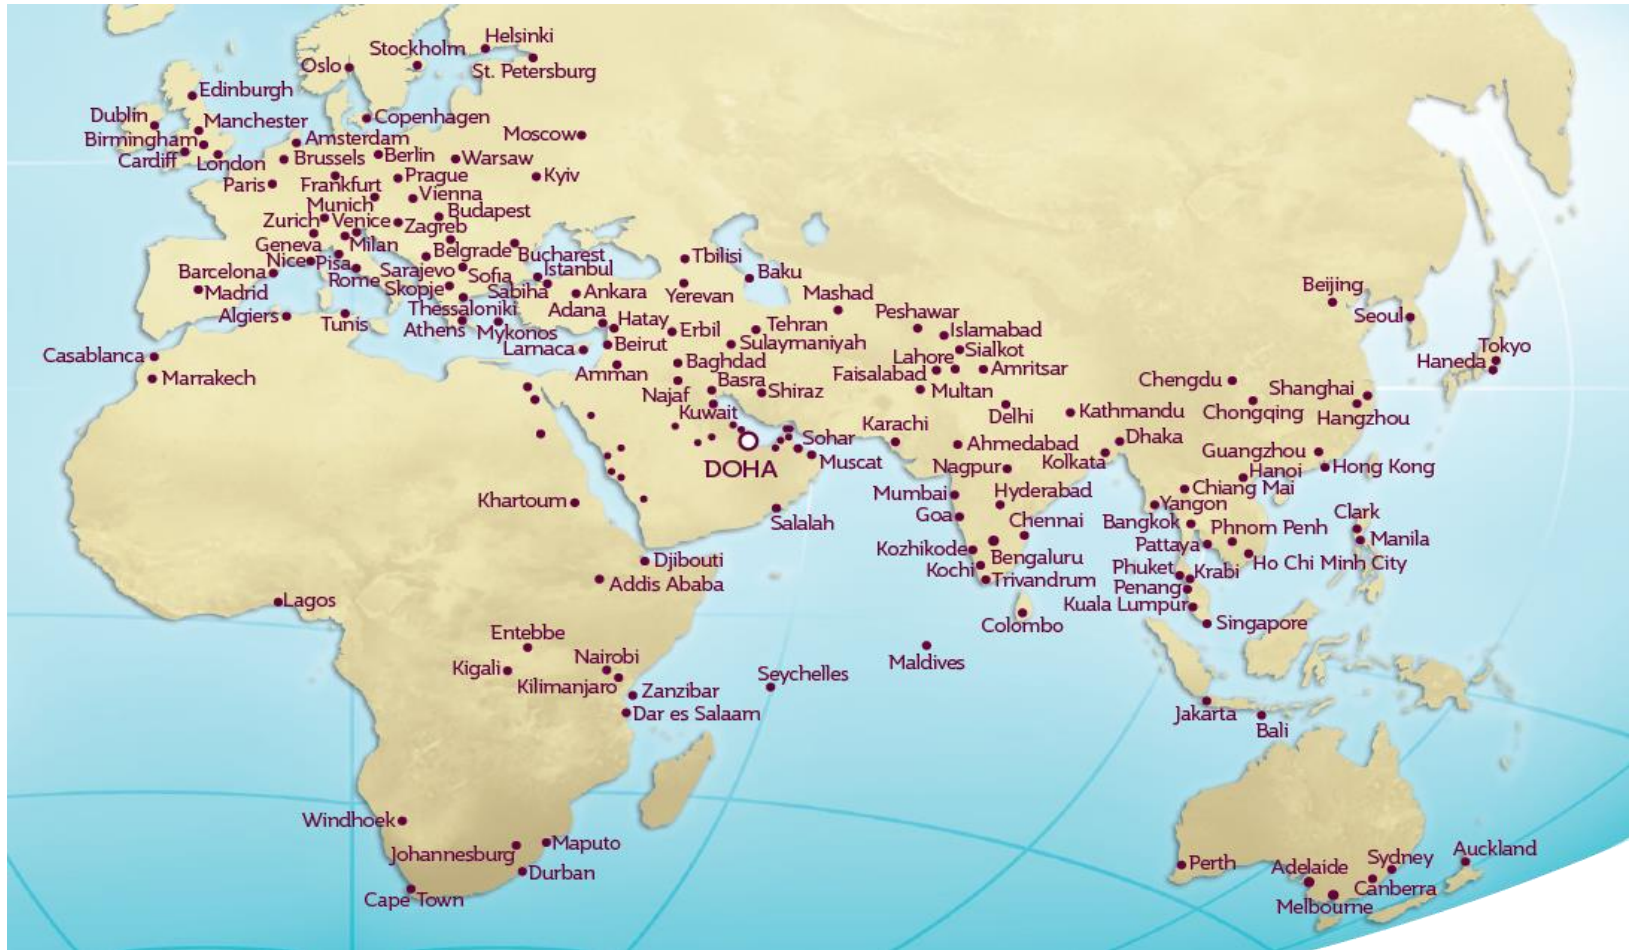 Helsinki
Stockholm
Oslo
St. Petersburg
Edinburgh
Dublin
Manchester
Copenhagen
Birmingham
Amsterdam
Moscow
Cardiff
London
Brussels
Berlin
Warsaw
Paris
Frankfurt
Prague
Kyiv
Munich
Vienna
Zurich
Venice
Budapest
Zagreb
Geneva
Milan
Belgrade
Bucharest
Nice
Pisa
Barcelona
Rome
Sarajevo
Sofia
Istanbul
Madrid
Skopje
Sabiha
Ankara
Algiers
Tunis
Thessaloniki
Athens
Mykonos
Adana
Hatay
Larnaca
Beirut
Tbilisi
Baku
Yerevan
Mashad
Erbil
Tehran
Sulaymaniyah
Peshawar
Islamabad
Beijing
Seoul
Tokyo
Haneda
Casablanca
Marrakech
Amman
Baghdad
Najaf
Basra
Shiraz
Kuwait
Lahore
Sialkot
Faisalabad
Amritsar
Multan
Chengdu
Shanghai
Chongqing
Hangzhou
Delhi
Kathmandu
Karachi
Sohar
DOHA
Muscat
Ahmedabad
Dhaka
Nagpur
Kolkata
Guangzhou
Hanoi
Hong Kong
Khartoum
Salalah
Mumbai
Hyderabad
Chiang Mai
Yangon
Goa
Chennai
Bangkok
Phnom Penh
Clark
Manila
Kozhikode
Bengaluru
Pattaya
Ho Chi Minh City
Kochi
Trivandrum
Phuket
Krabi
Penang
Djibouti
Addis Ababa
Lagos
Kuala Lumpur
Colombo
Singapore
Entebbe
Kigali
Nairobi
Kilimanjaro
Seychelles
Maldives
Zanzibar
Dar es Salaam
Jakarta
Bali
Windhoek
Johannesburg
Maputo
Durban
Cape Town
Perth
Adelaide
Sydney
Auckland
Canberra
Melbourne